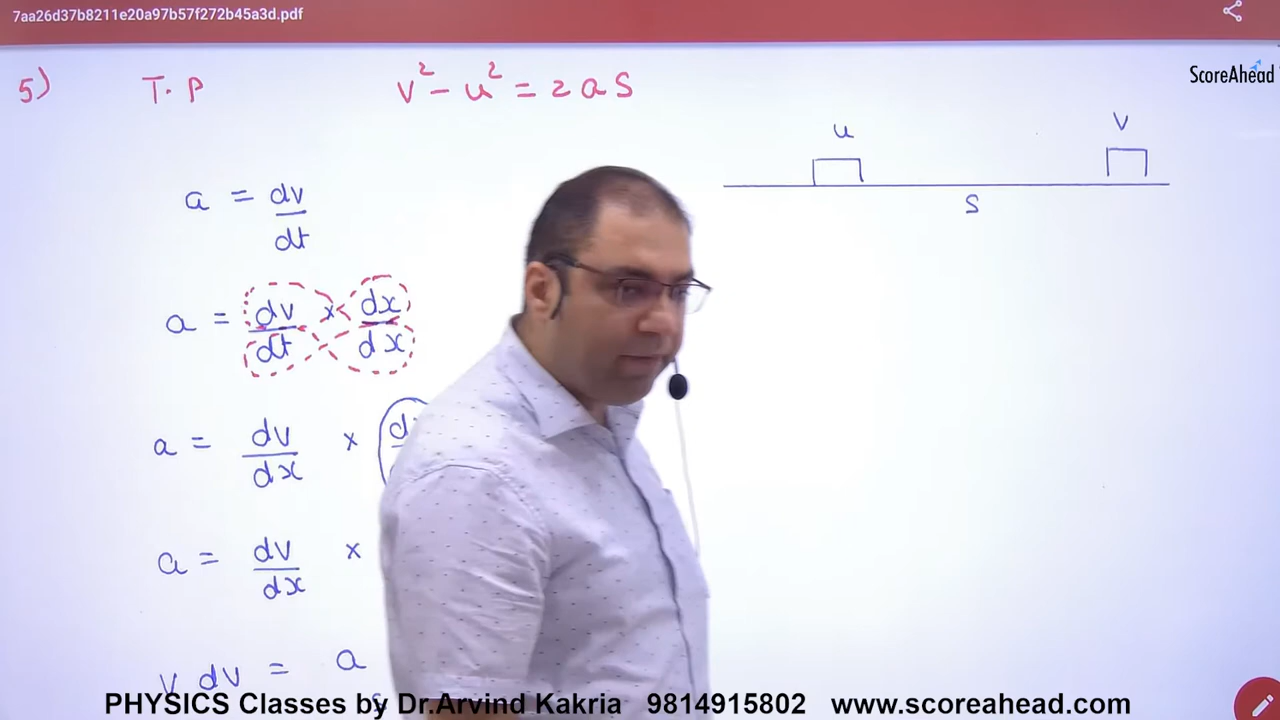 7aa26d37b8211e20a97b57f272b45a3d.pdf
ScoreAhead
5) T.P v² - u² = 2aS
u v
S
a = dv/dt
a = dv/dt × dx/dx
a = dv/dx ×
a = dv/dx ×
v dv = a
PHYSICS Classes by Dr.Arvind Kakria 9814915802 www.scoreahead.com